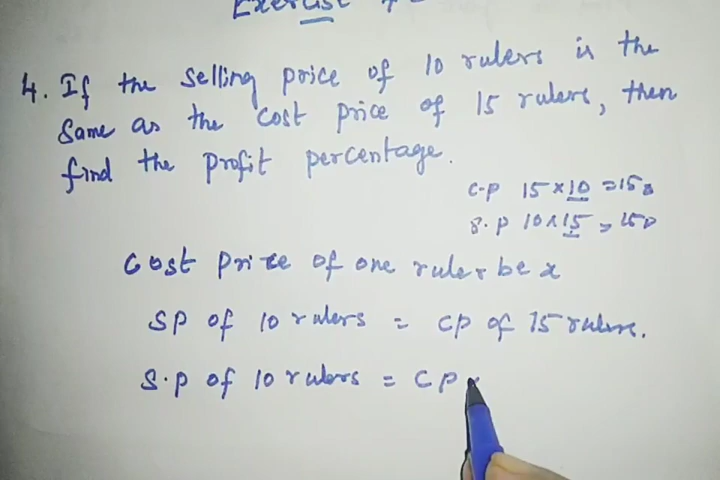 Exercise
4. If the selling price of 10 rulers is the
same as the cost price of 15 rulers, then
find the profit percentage.
C.P 15 × 10 = 150
S.P 10 × 15 = 150
Cost price of one ruler be x
SP of 10 rulers = CP of 15 rulers.
S.P of 10 rulers = CP